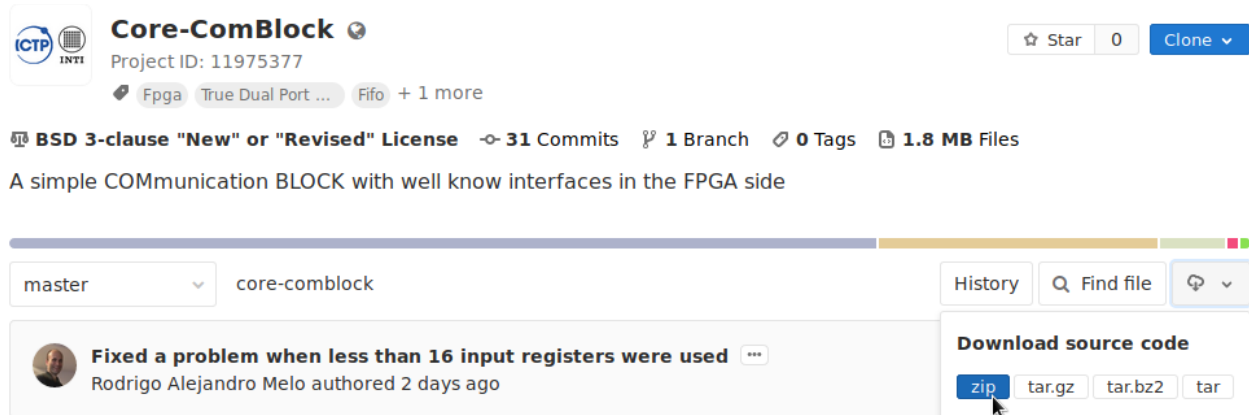 ICTP
INTI
Core-ComBlock
Project ID: 11975377
Fpga True Dual Port ... Fifo + 1 more
Star 0 Clone
BSD 3-clause "New" or "Revised" License 31 Commits 1 Branch 0 Tags 1.8 MB Files
A simple COMmunication BLOCK with well know interfaces in the FPGA side
master core-comblock History Find file
Fixed a problem when less than 16 input registers were used ...
Rodrigo Alejandro Melo authored 2 days ago
Download source code
zip tar.gz tar.bz2 tar